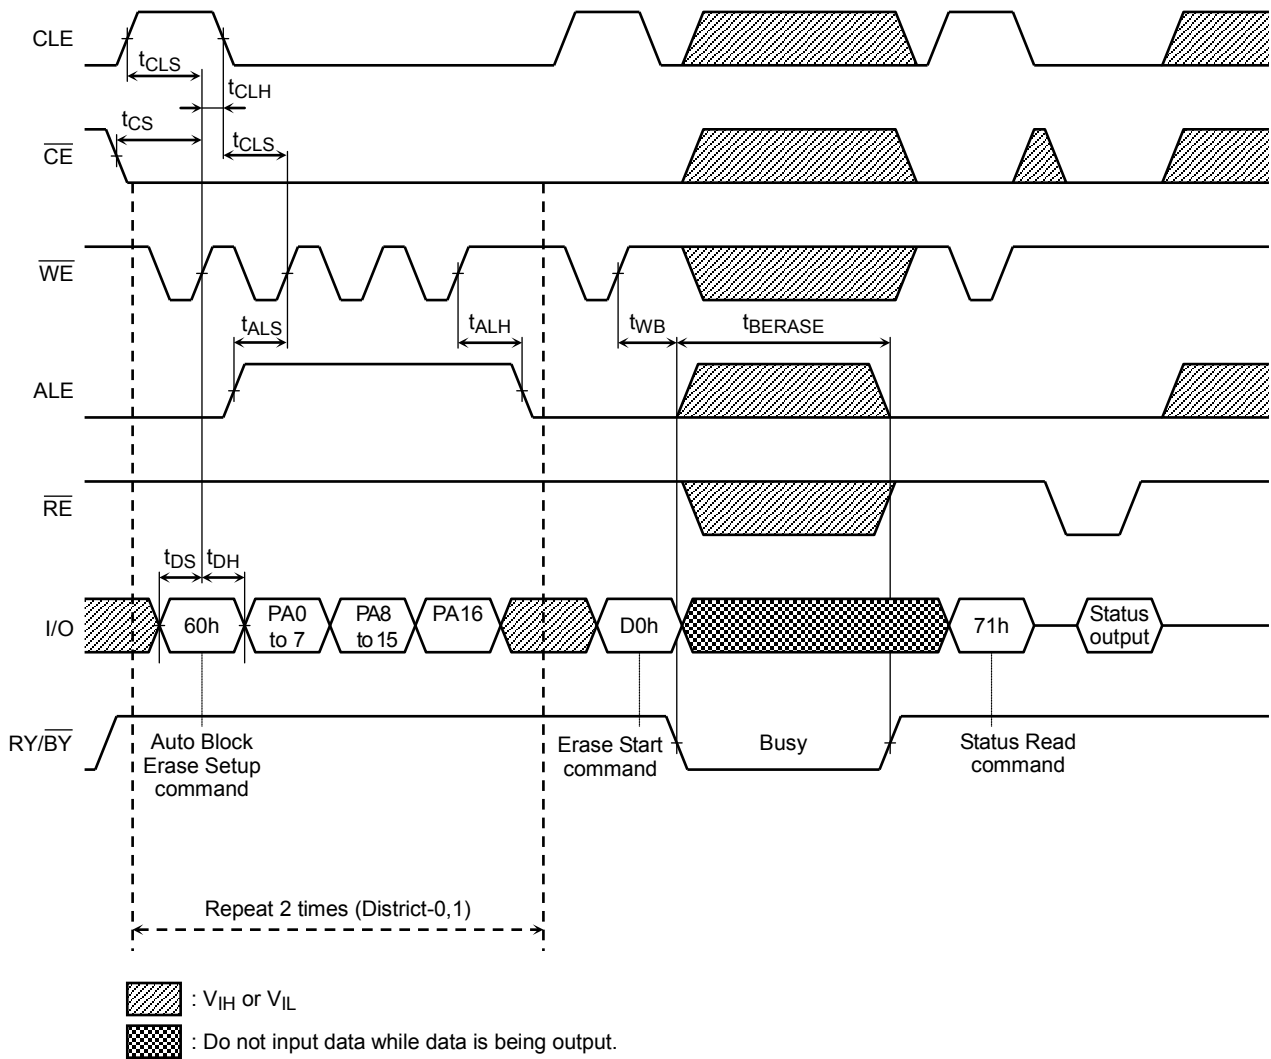 CLE
tCLS
tCLH
tCS
tCLS
CE
WE
tALS
tALH
tWB
tBERASE
ALE
RE
tDS
tDH
I/O
60h
PA0
to 7
PA8
to 15
PA16
D0h
71h
Status
output
RY/BY
Auto Block
Erase Setup
command
Erase Start
command
Busy
Status Read
command
Repeat 2 times (District-0,1)
: VIH or VIL
: Do not input data while data is being output.